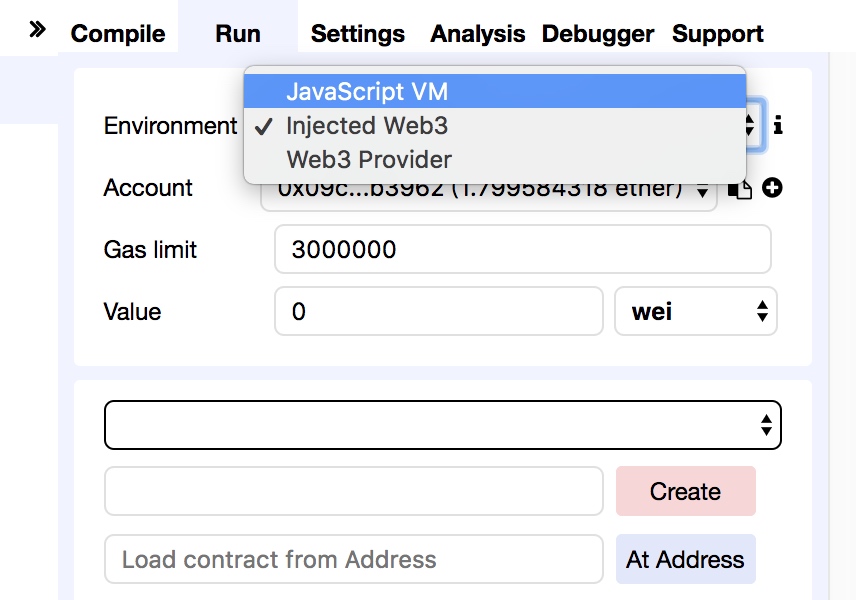 Compile Run Settings Analysis Debugger Support
JavaScript VM
Environment ✓ Injected Web3 i
Web3 Provider
Account 0x09c...b3962 (1.799584318 ether)
Gas limit 3000000
Value 0 wei
Create
Load contract from Address At Address